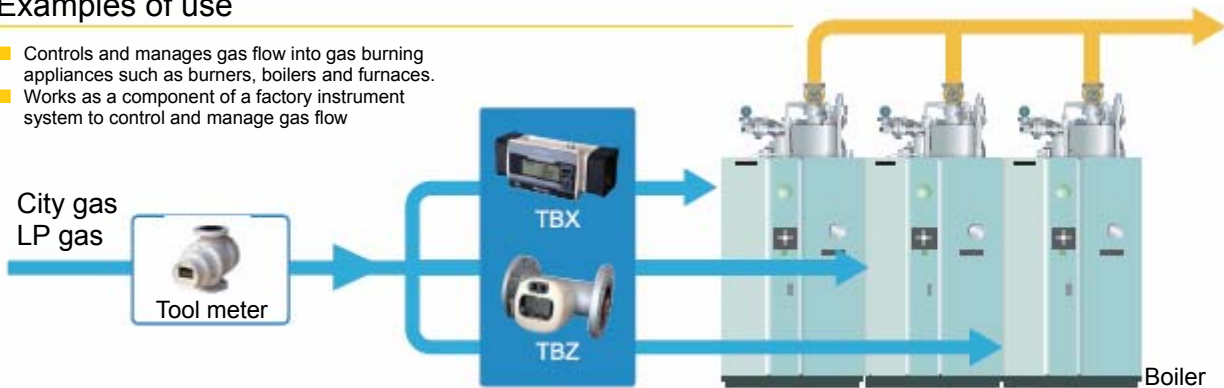 Examples of use
Controls and manages gas flow into gas burning
appliances such as burners, boilers and furnaces.
Works as a component of a factory instrument
system to control and manage gas flow
City gas
LP gas
Tool meter
TBX
TBZ
Boiler